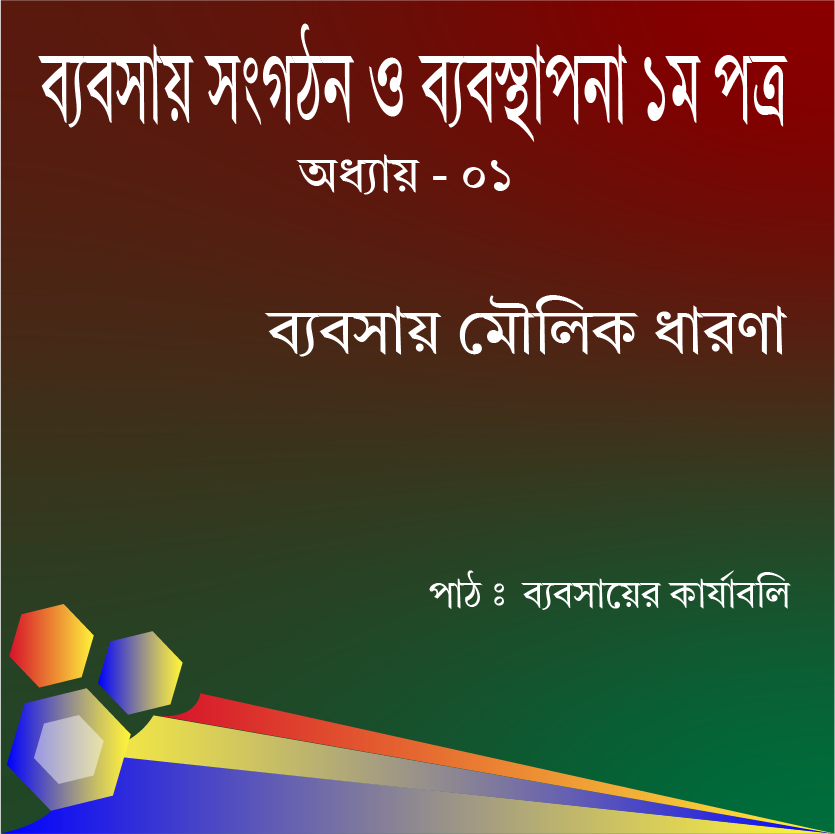 ব্যবসায় সংগঠন ও ব্যবস্থাপনা ১ম পত্র
অধ্যায় - ০১
ব্যবসায় মৌলিক ধারণা
পাঠ ঃ ব্যবসায়ের কার্যাবলি